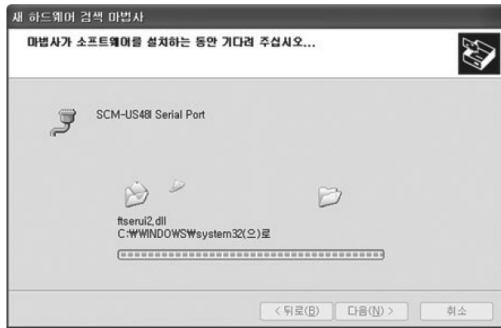 새 하드웨어 검색 마법사
마법사가 소프트웨어를 설치하는 동안 기다려 주십시오...
SCM-US48I Serial Port
ftserui2.dll
C:₩WINDOWS₩system32(으)로
< 뒤로(B)
다음(N) >
취소